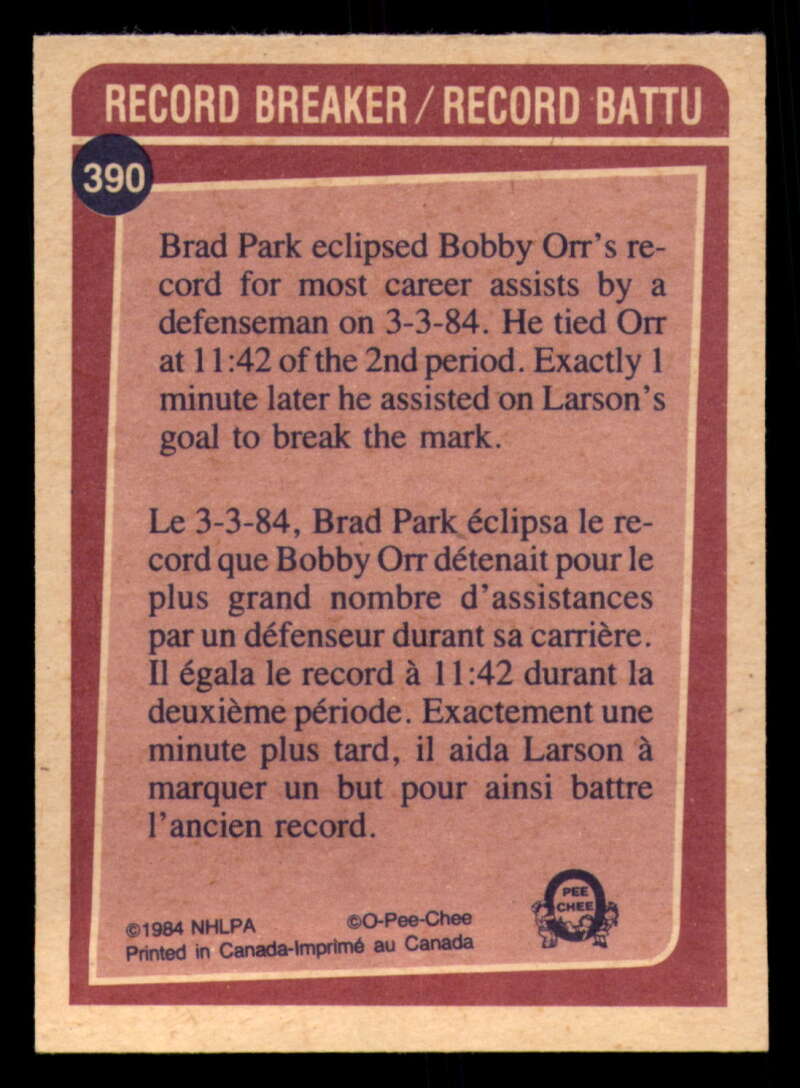 RECORD BREAKER / RECORD BATTU
390
Brad Park eclipsed Bobby Orr's re-
cord for most career assists by a
defenseman on 3-3-84. He tied Orr
at 11:42 of the 2nd period. Exactly 1
minute later he assisted on Larson's
goal to break the mark.
Le 3-3-84, Brad Park éclipsa le re-
cord que Bobby Orr détenait pour le
plus grand nombre d'assistances
par un défenseur durant sa carrière.
Il égala le record à 11:42 durant la
deuxième période. Exactement une
minute plus tard, il aida Larson à
marquer un but pour ainsi battre
l'ancien record.
©1984 NHLPA ©O-Pee-Chee
Printed in Canada-Imprimé au Canada
PEE
CHEE